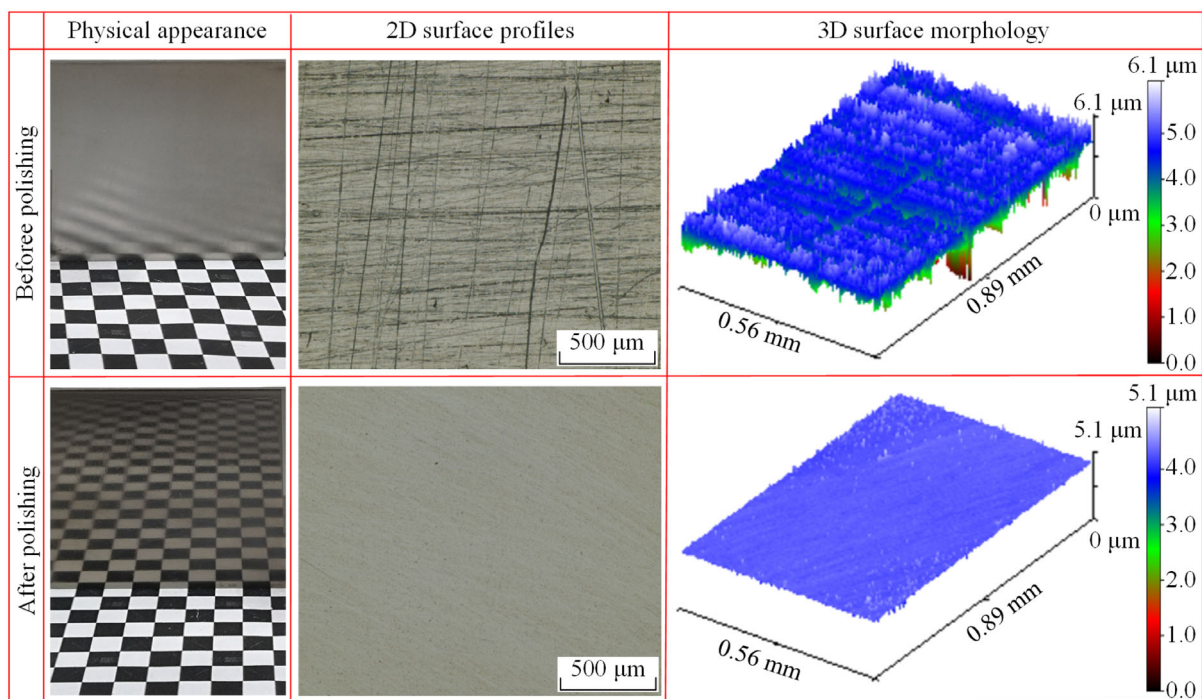 Physical appearance
2D surface profiles
3D surface morphology
Beforee polishing
500 μm
6.1 μm
6.1 μm
0 μm
5.0
4.0
3.0
2.0
1.0
0.0
0.89 mm
0.56 mm
After polishing
500 μm
5.1 μm
5.1 μm
0 μm
4.0
3.0
2.0
1.0
0.0
0.89 mm
0.56 mm